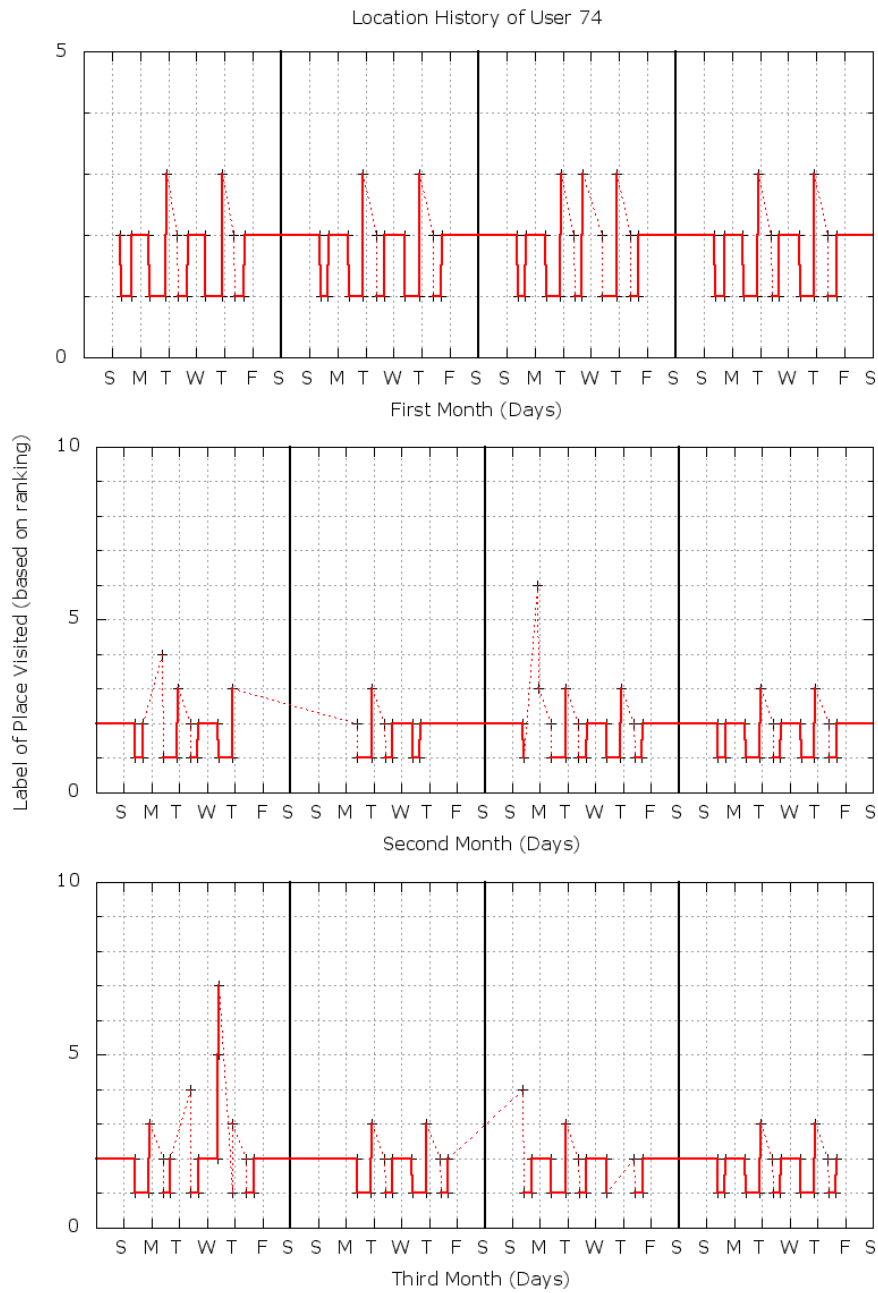 Location History of User 74
5
0
S M T W T F S S M T W T F S S M T W T F S S M T W T F S
First Month (Days)
Label of Place Visited (based on ranking)
10
5
0
S M T W T F S S M T W T F S S M T W T F S S M T W T F S
Second Month (Days)
10
5
0
S M T W T F S S M T W T F S S M T W T F S S M T W T F S
Third Month (Days)